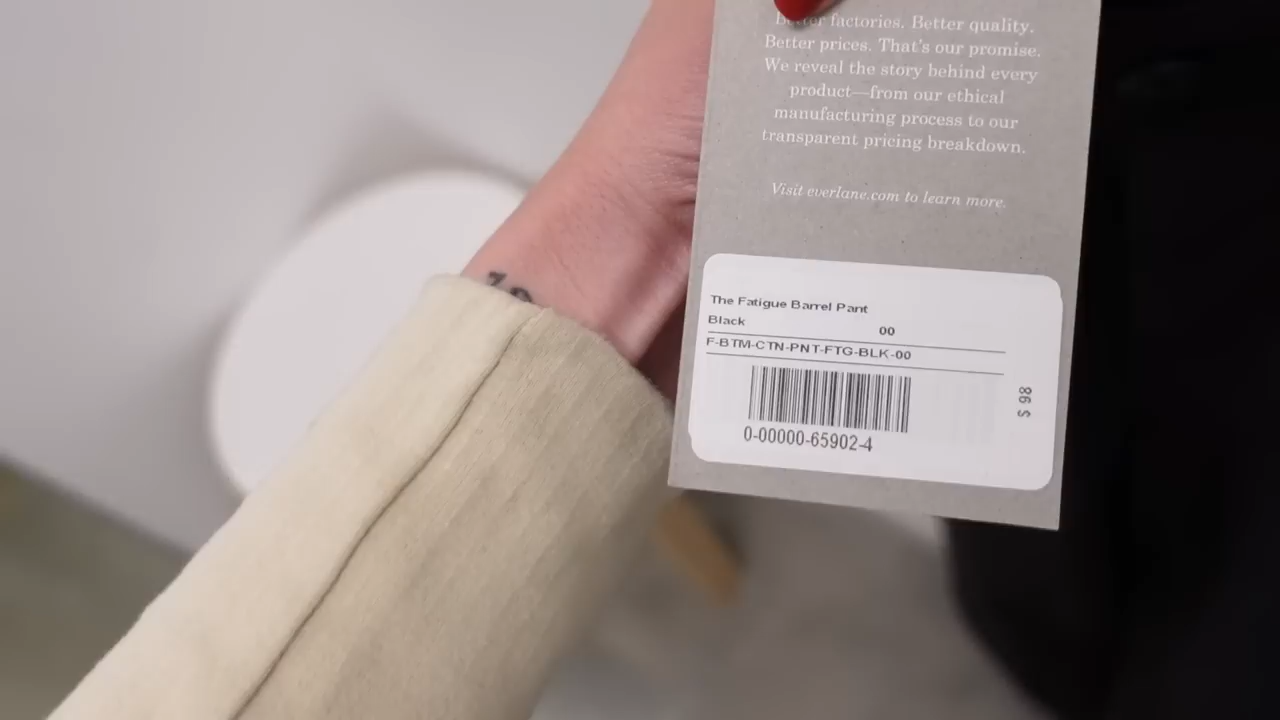 Better factories. Better quality.
Better prices. That's our promise.
We reveal the story behind every
product—from our ethical
manufacturing process to our
transparent pricing breakdown.
Visit everlane.com to learn more.
The Fatigue Barrel Pant
Black 00
F-BTM-CTN-PNT-FTG-BLK-00
$ 98
0-00000-65902-4